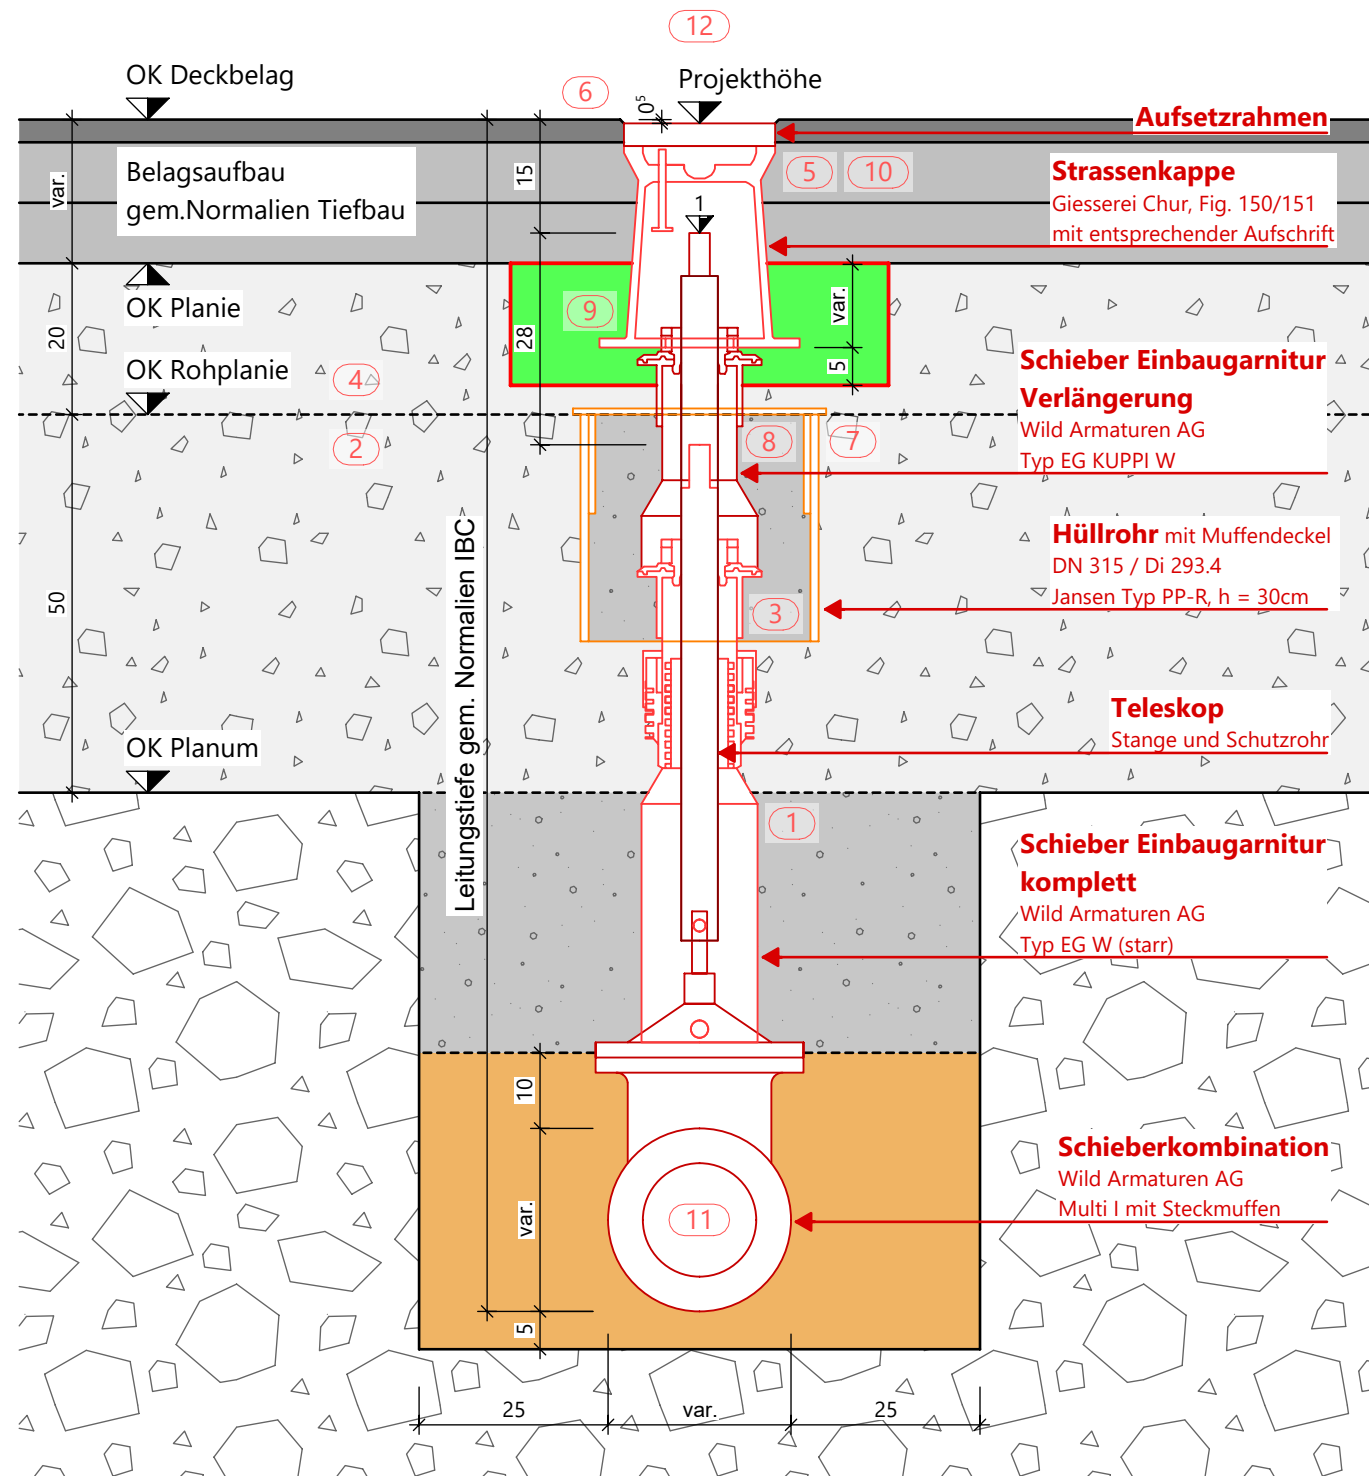 12
OK Deckbelag
Projekthöhe
6
0⁵
Aufsetzrahmen
Belagsaufbau
gem.Normalien Tiefbau
var.
15
5
10
Strassenkappe
Giesserei Chur, Fig. 150/151
mit entsprechender Aufschrift
1
OK Planie
9
var.
20
28
5
OK Rohplanie
4
Schieber Einbaugarnitur
Verlängerung
Wild Armaturen AG
Typ EG KUPPI W
2
8
7
Hüllrohr mit Muffendeckel
DN 315 / Di 293.4
Jansen Typ PP-R, h = 30cm
50
3
Leitungstiefe gem. Normalien IBC
Teleskop
Stange und Schutzrohr
OK Planum
1
Schieber Einbaugarnitur
komplett
Wild Armaturen AG
Typ EG W (starr)
10
Schieberkombination
Wild Armaturen AG
Multi I mit Steckmuffen
var.
11
5
25
var.
25